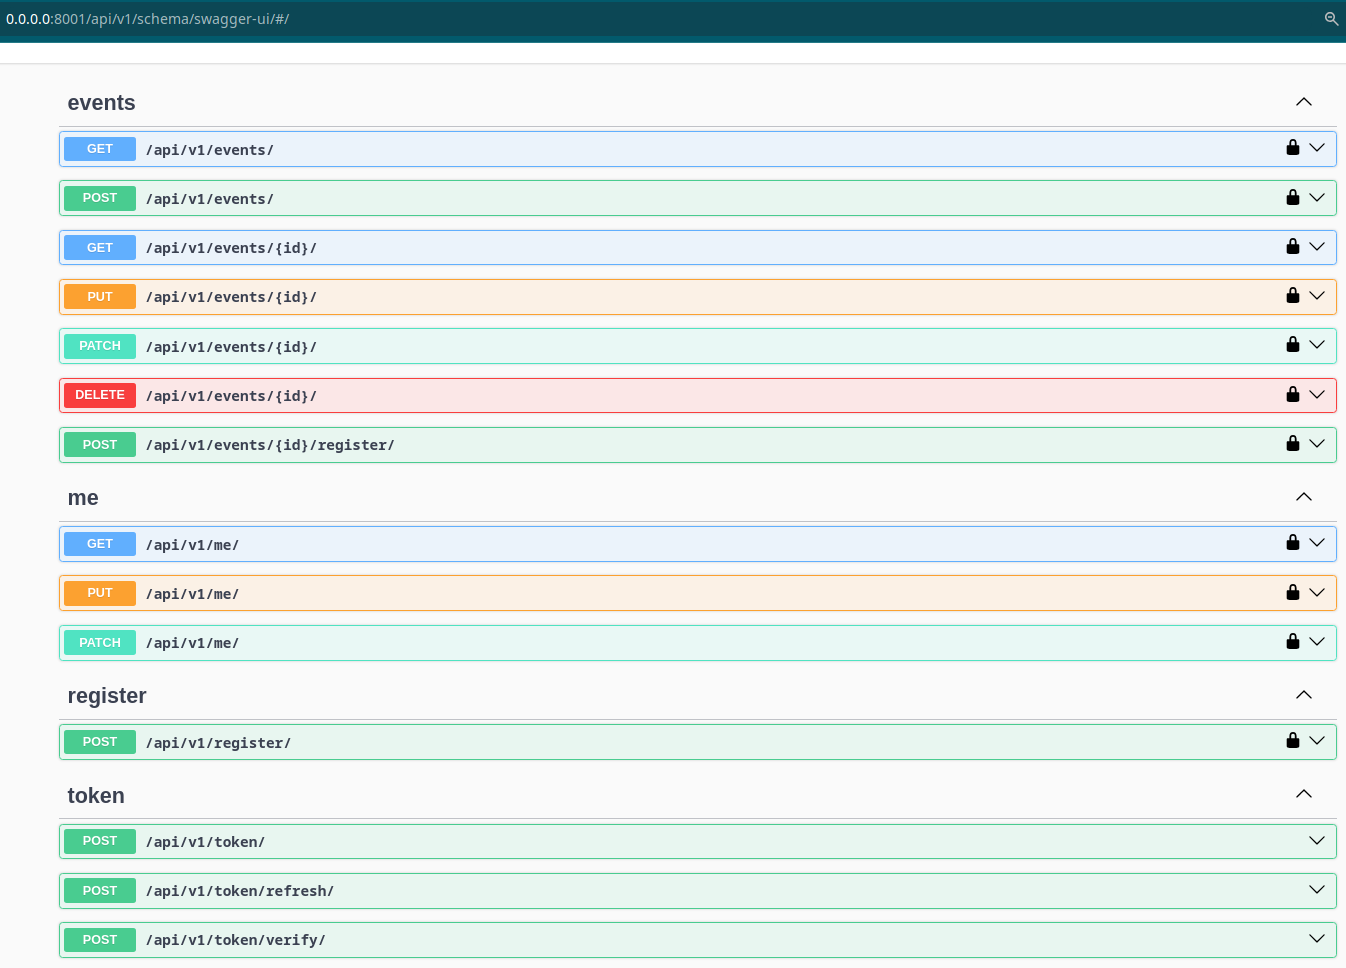 0.0.0.0:8001/api/v1/schema/swagger-ui/#/
events
GET /api/v1/events/
POST /api/v1/events/
GET /api/v1/events/{id}/
PUT /api/v1/events/{id}/
PATCH /api/v1/events/{id}/
DELETE /api/v1/events/{id}/
POST /api/v1/events/{id}/register/
me
GET /api/v1/me/
PUT /api/v1/me/
PATCH /api/v1/me/
register
POST /api/v1/register/
token
POST /api/v1/token/
POST /api/v1/token/refresh/
POST /api/v1/token/verify/